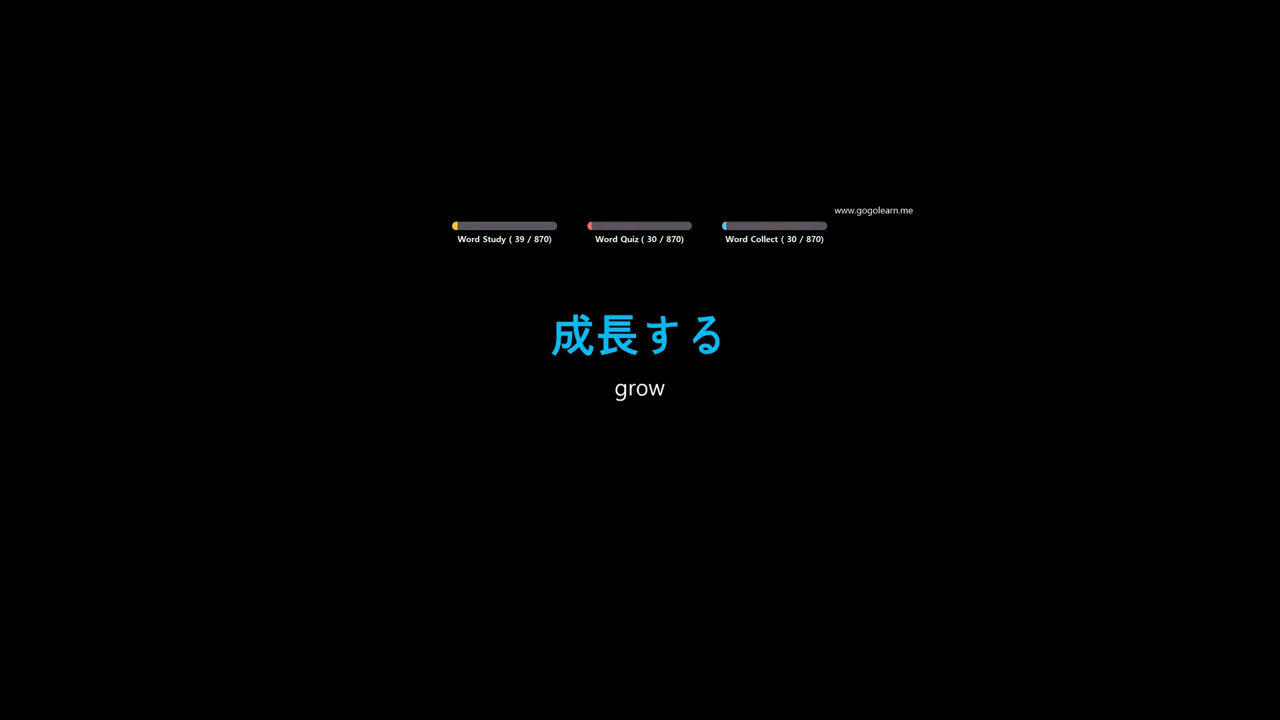 www.gogolearn.me
Word Study ( 39 / 870)
Word Quiz ( 30 / 870)
Word Collect ( 30 / 870)
成長する
grow